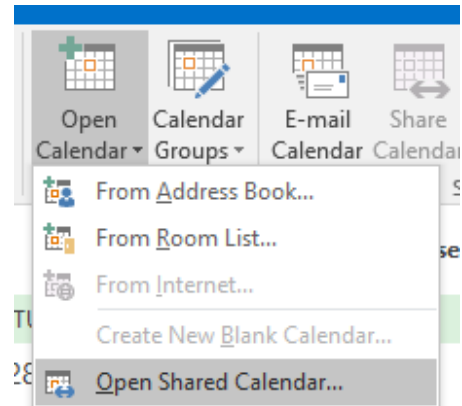 Open Calendar E-mail Share
Calendar Groups Calendar Calendar
From Address Book...
From Room List...
From Internet...
Create New Blank Calendar...
28
Open Shared Calendar...